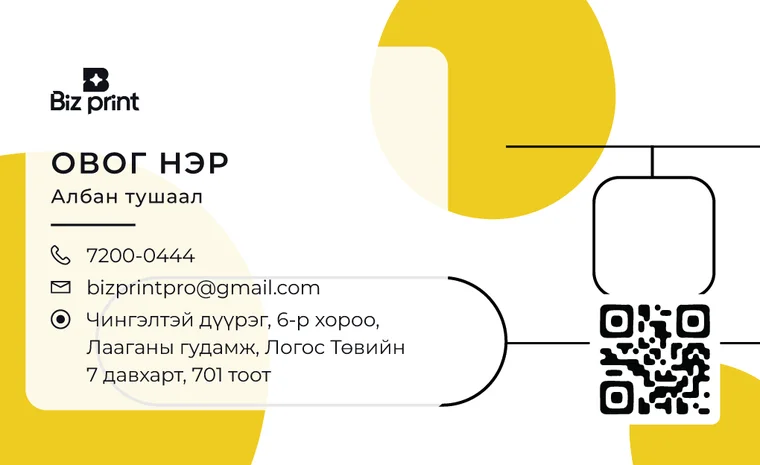 Biz print
ОВОГ НЭР
Албан тушаал
7200-0444
bizprintpro@gmail.com
Чингэлтэй дүүрэг, 6-р хороо,
Лааганы гудамж, Логос Төвийн
7 давхарт, 701 тоот